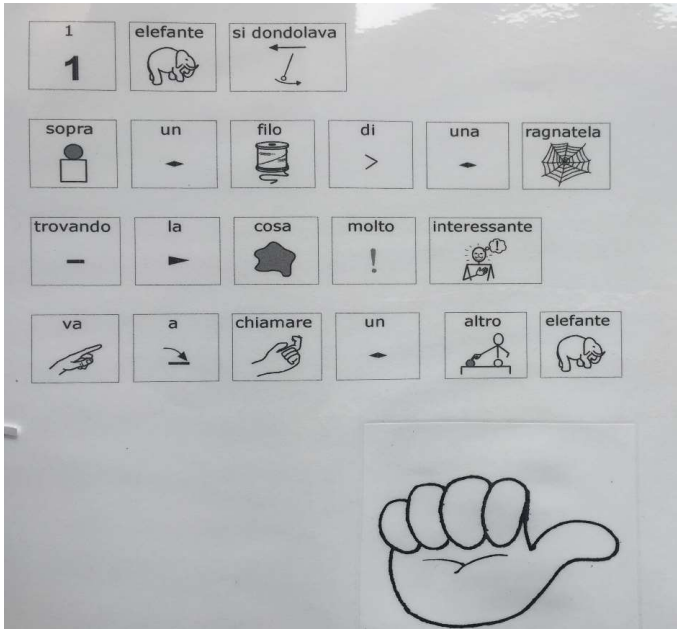 1 elefante si dondolava
1
sopra un filo di una ragnatela
trovando la cosa molto interessante
va a chiamare un altro elefante